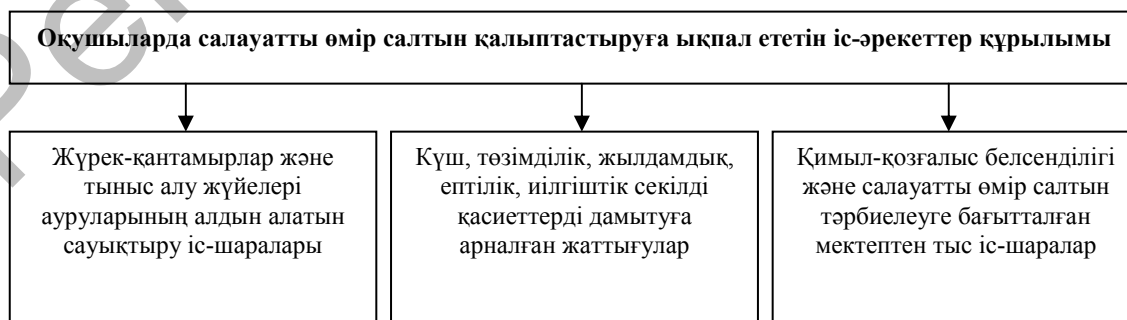 Оқушыларда салауатты өмір салтын қалыптастыруға ықпал ететін іс-әрекеттер құрылымы
Жүрек-қантамырлар және
тыныс алу жүйелері
ауруларының алдын алатын
сауықтыру іс-шаралары
Күш, төзімділік, жылдамдық,
ептілік, иілгіштік секілді
қасиеттерді дамытуға
арналған жаттығулар
Қимыл-қозғалыс белсенділігі
және салауатты өмір салтын
тәрбиелеуге бағытталған
мектептен тыс іс-шаралар